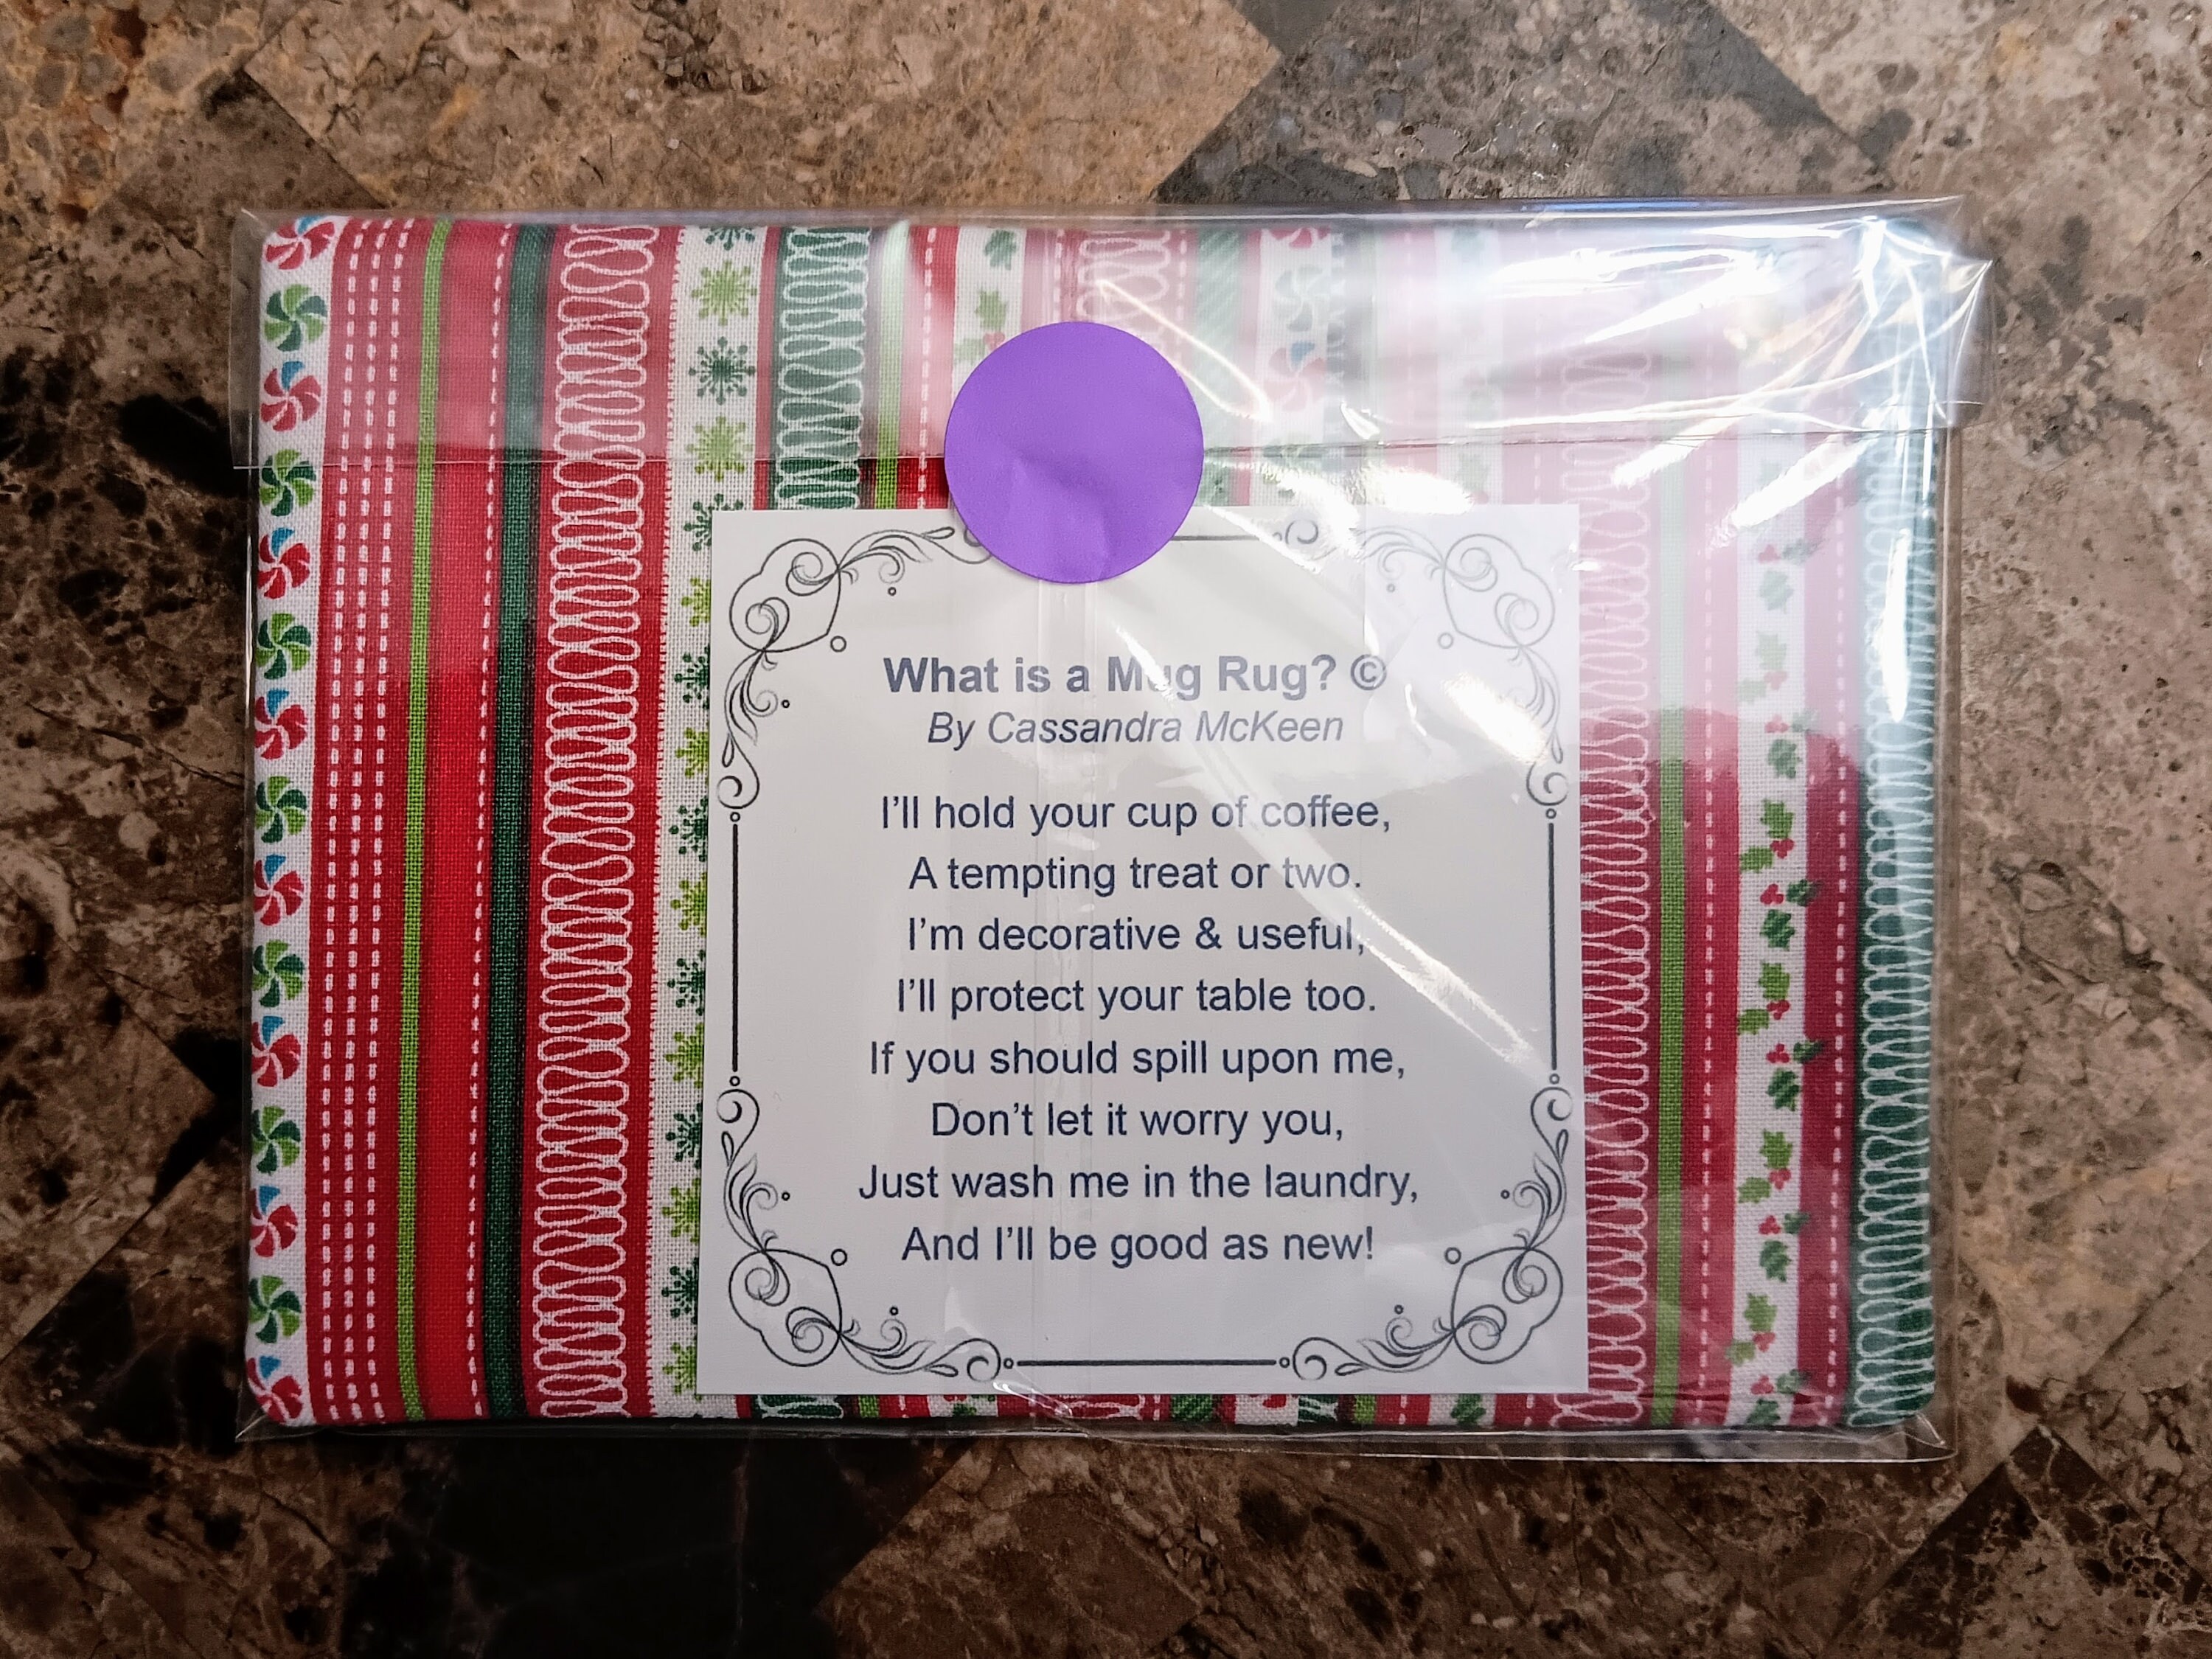 What is a Mug Rug? ©
By Cassandra McKeen
I'll hold your cup of coffee,
A tempting treat or two.
I'm decorative & useful,
I'll protect your table too.
If you should spill upon me,
Don't let it worry you,
Just wash me in the laundry,
And I'll be good as new!